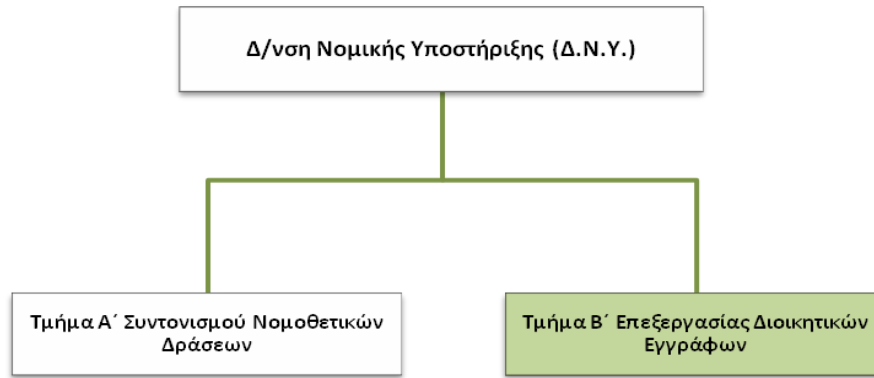 Δ/νση Νομικής Υποστήριξης (Δ.Ν.Υ.)
Τμήμα Α΄ Συντονισμού Νομοθετικών
Δράσεων
Τμήμα Β΄ Επεξεργασίας Διοικητικών
Εγγράφων